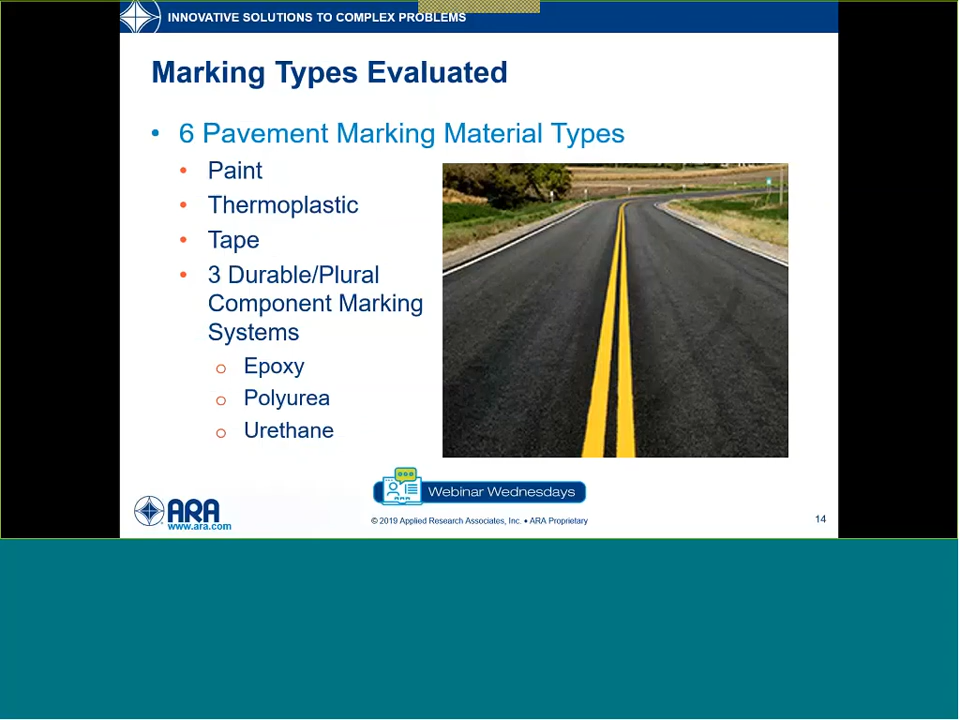 INNOVATIVE SOLUTIONS TO COMPLEX PROBLEMS
Marking Types Evaluated
• 6 Pavement Marking Material Types
• Paint
• Thermoplastic
• Tape
• 3 Durable/Plural
Component Marking
Systems
o Epoxy
o Polyurea
o Urethane
ARA
Webinar Wednesdays
ARA
www.ara.com
© 2019 Applied Research Associates, Inc. • ARA Proprietary
14